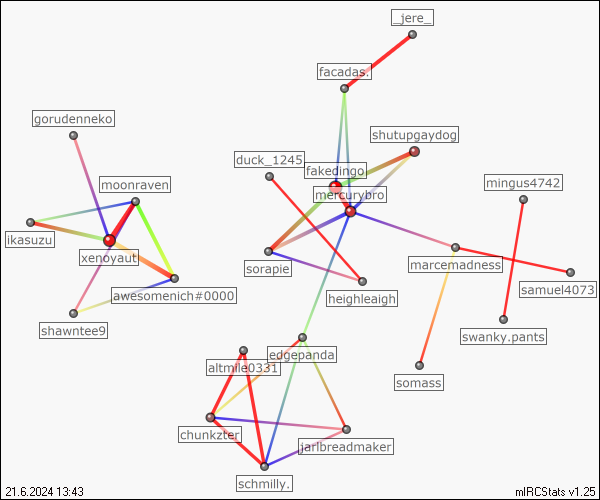 _jere_
facadas.
gorudenneko
shutupgaydog
duck_1245
fakedingo
moonraven
mingus4742
mercurybro
ikasuzu
xenoyaut
sorapie
marcemadness
awesomenich#0000
heighleaigh
samuel4073
shawntee9
swanky.pants
edgepanda
altmile0331
somass
chunkzter
jarlbreadmaker
schmilly.
21.6.2024 13:43
mIRCStats v1.25